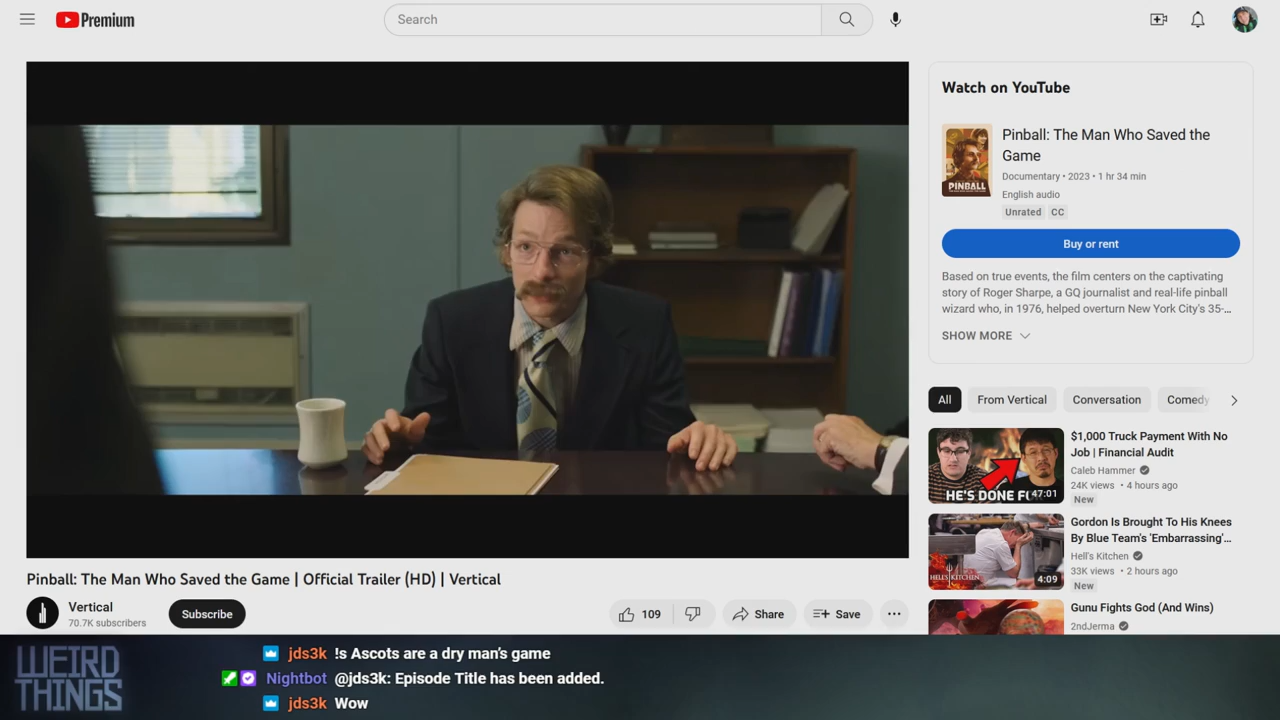 Premium
Search
Watch on YouTube
Pinball: The Man Who Saved the
Game
Documentary • 2023 • 1 hr 34 min
English audio
Unrated CC
PINBALL
Buy or rent
Based on true events, the film centers on the captivating
story of Roger Sharpe, a GQ journalist and real-life pinball
wizard who, in 1976, helped overturn New York City's 35-...
SHOW MORE
All From Vertical Conversation Comedy
$1,000 Truck Payment With No
Job | Financial Audit
Caleb Hammer
24K views • 4 hours ago
New
HE'S DONE FO
47:01
Gordon Is Brought To His Knees
By Blue Team's 'Embarrassing'...
Hell's Kitchen
33K views • 2 hours ago
New
HELL'S KITCHEN
4:09
Gunu Fights God (And Wins)
2ndJerma
Pinball: The Man Who Saved the Game | Official Trailer (HD) | Vertical
Vertical
70.7K subscribers
Subscribe
109
Share
Save
WEIRD
THINGS
jds3k !s Ascots are a dry man's game
Nightbot @jds3k: Episode Title has been added.
jds3k Wow